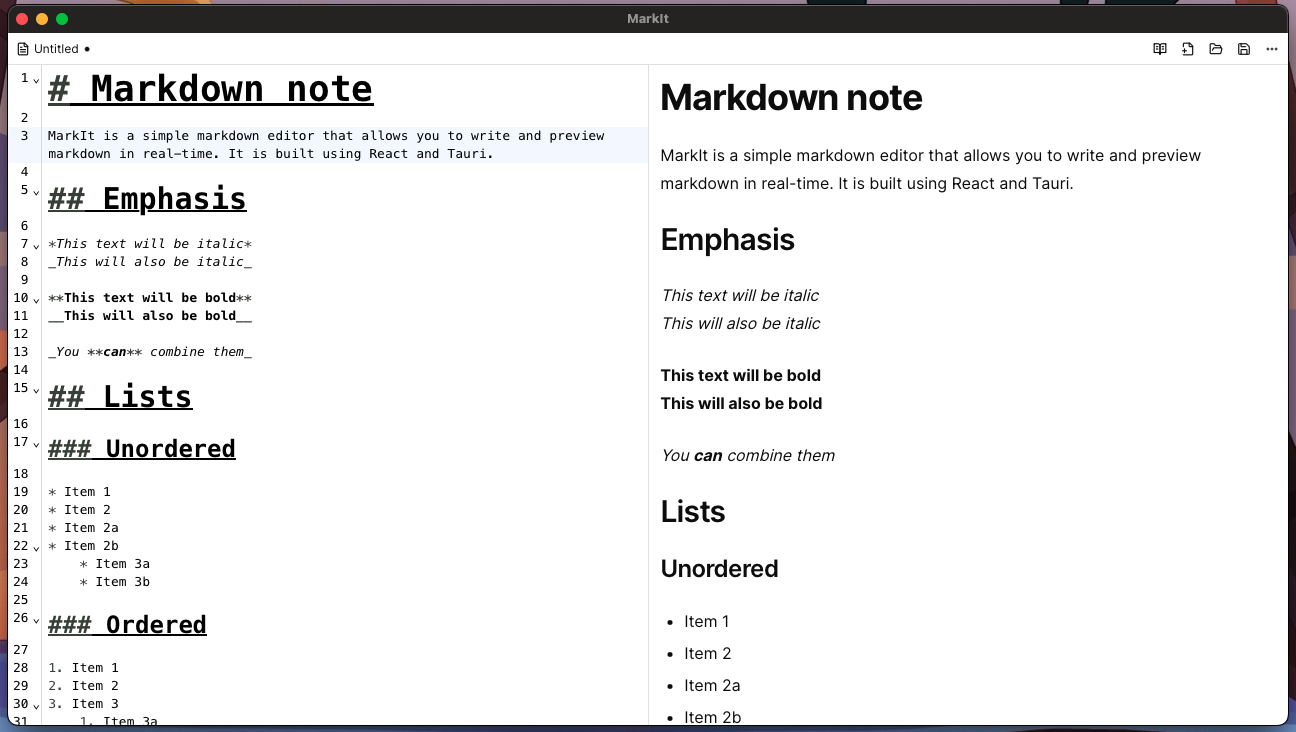 MarkIt
Untitled
1 # Markdown note
2
3 MarkIt is a simple markdown editor that allows you to write and preview
markdown in real-time. It is built using React and Tauri.
4
5 ## Emphasis
6
7 *This text will be italic*
8 _This will also be italic_
9
10 **This text will be bold**
11 __This will also be bold__
12
13 _You **can** combine them_
14
15 ## Lists
16
17 ### Unordered
18
19 * Item 1
20 * Item 2
21 * Item 2a
22 * Item 2b
23 * Item 3a
24 * Item 3b
25
26 ### Ordered
27
28 1. Item 1
29 2. Item 2
30 3. Item 3
31 1. Item 3a
Markdown note
MarkIt is a simple markdown editor that allows you to write and preview
markdown in real-time. It is built using React and Tauri.
Emphasis
This text will be italic
This will also be italic
This text will be bold
This will also be bold
You can combine them
Lists
Unordered
• Item 1
• Item 2
• Item 2a
• Item 2b